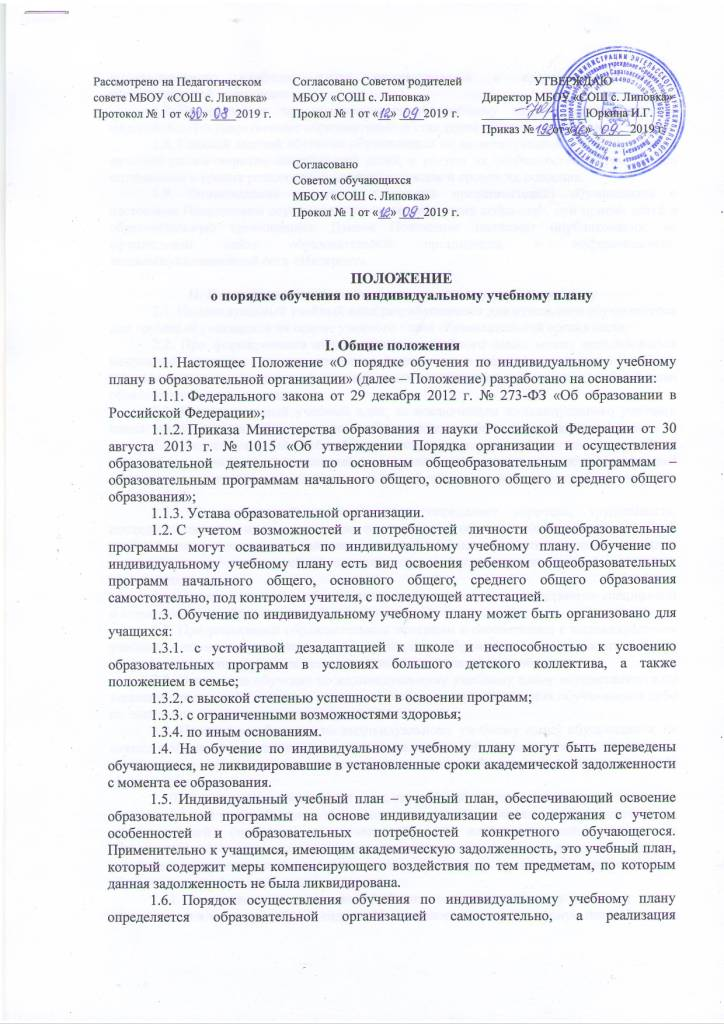 Рассмотрено на Педагогическом
совете МБОУ «СОШ с. Липовка»
Протокол № 1 от «30» 08 2019 г.
Согласовано Советом родителей
МБОУ «СОШ с. Липовка»
Прокол № 1 от «12» 09 2019 г.
УТВЕРЖДАЮ
Директор МБОУ «СОШ с. Липовка»
Юркина И.Г.
Приказ № 193 от « » 09 2019 г.
Согласовано
Советом обучающихся
МБОУ «СОШ с. Липовка»
Прокол № 1 от «12» 09 2019 г.
ПОЛОЖЕНИЕ
о порядке обучения по индивидуальному учебному плану
I. Общие положения
1.1. Настоящее Положение «О порядке обучения по индивидуальному учебному
плану в образовательной организации» (далее – Положение) разработано на основании:
1.1.1. Федерального закона от 29 декабря 2012 г. № 273-ФЗ «Об образовании в
Российской Федерации»;
1.1.2. Приказа Министерства образования и науки Российской Федерации от 30
августа 2013 г. № 1015 «Об утверждении Порядка организации и осуществления
образовательной деятельности по основным общеобразовательным программам –
образовательным программам начального общего, основного общего и среднего общего
образования»;
1.1.3. Устава образовательной организации.
1.2. С учетом возможностей и потребностей личности общеобразовательные
программы могут осваиваться по индивидуальному учебному плану. Обучение по
индивидуальному учебному плану есть вид освоения ребенком общеобразовательных
программ начального общего, основного общего, среднего общего образования
самостоятельно, под контролем учителя, с последующей аттестацией.
1.3. Обучение по индивидуальному учебному плану может быть организовано для
учащихся:
1.3.1. с устойчивой дезадаптацией к школе и неспособностью к усвоению
образовательных программ в условиях большого детского коллектива, а также
положением в семье;
1.3.2. с высокой степенью успешности в освоении программ;
1.3.3. с ограниченными возможностями здоровья;
1.3.4. по иным основаниям.
1.4. На обучение по индивидуальному учебному плану могут быть переведены
обучающиеся, не ликвидировавшие в установленные сроки академической задолженности
с момента ее образования.
1.5. Индивидуальный учебный план – учебный план, обеспечивающий освоение
образовательной программы на основе индивидуализации ее содержания с учетом
особенностей и образовательных потребностей конкретного обучающегося.
Применительно к учащимся, имеющим академическую задолженность, это учебный план,
который содержит меры компенсирующего воздействия по тем предметам, по которым
данная задолженность не была ликвидирована.
1.6. Порядок осуществления обучения по индивидуальному учебному плану
определяется образовательной организацией самостоятельно, а реализация